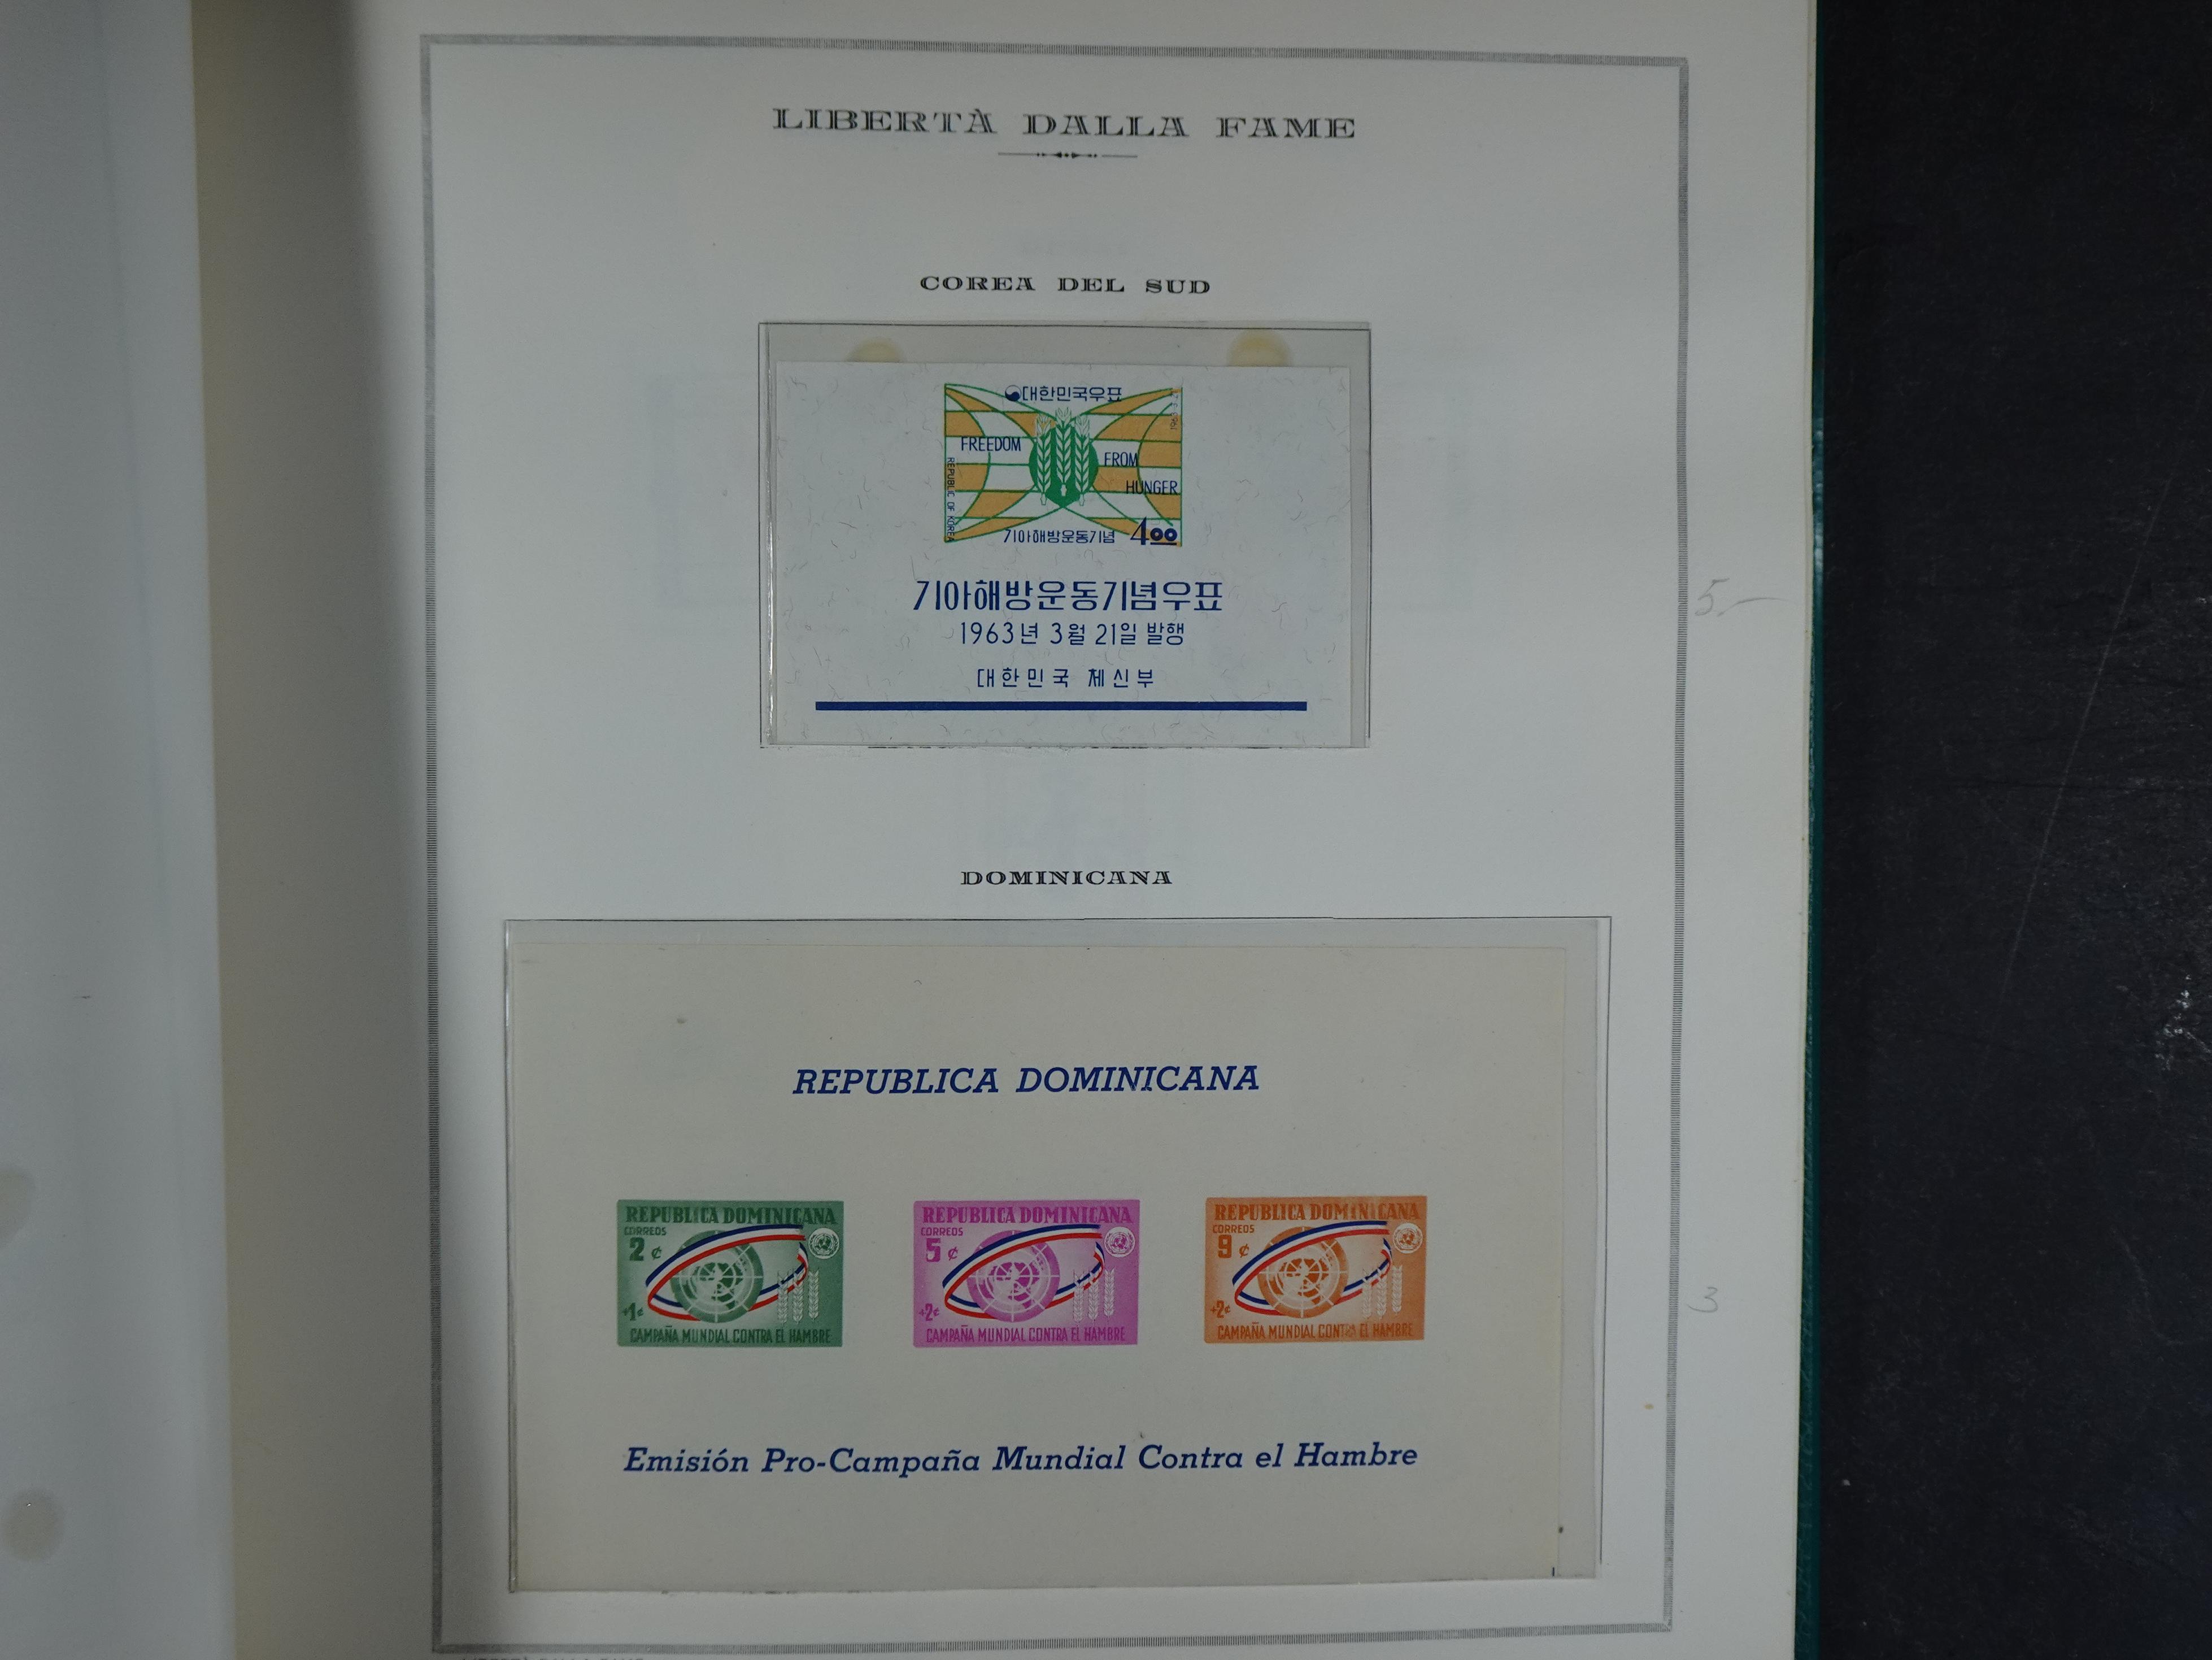 LIBERTÀ DALLA FAME
COREA DEL SUD
대한민국우표
FREEDOM
FROM
HUNGER
REPUBLIC OF KOREA
기아해방운동기념 400
기아해방운동기념우표
1963년 3월 21일 발행
대한민국 체신부
5.-
DOMINICANA
REPUBLICA DOMINICANA
REPUBLICA DOMINICANA
CORREOS
2 ¢
+1¢
CAMPAÑA MUNDIAL CONTRA EL HAMBRE
REPUBLICA DOMINICANA
CORREOS
5 ¢
+2¢
CAMPAÑA MUNDIAL CONTRA EL HAMBRE
REPUBLICA DOMINICANA
CORREOS
9 ¢
+2¢
CAMPAÑA MUNDIAL CONTRA EL HAMBRE
3
Emisión Pro-Campaña Mundial Contra el Hambre